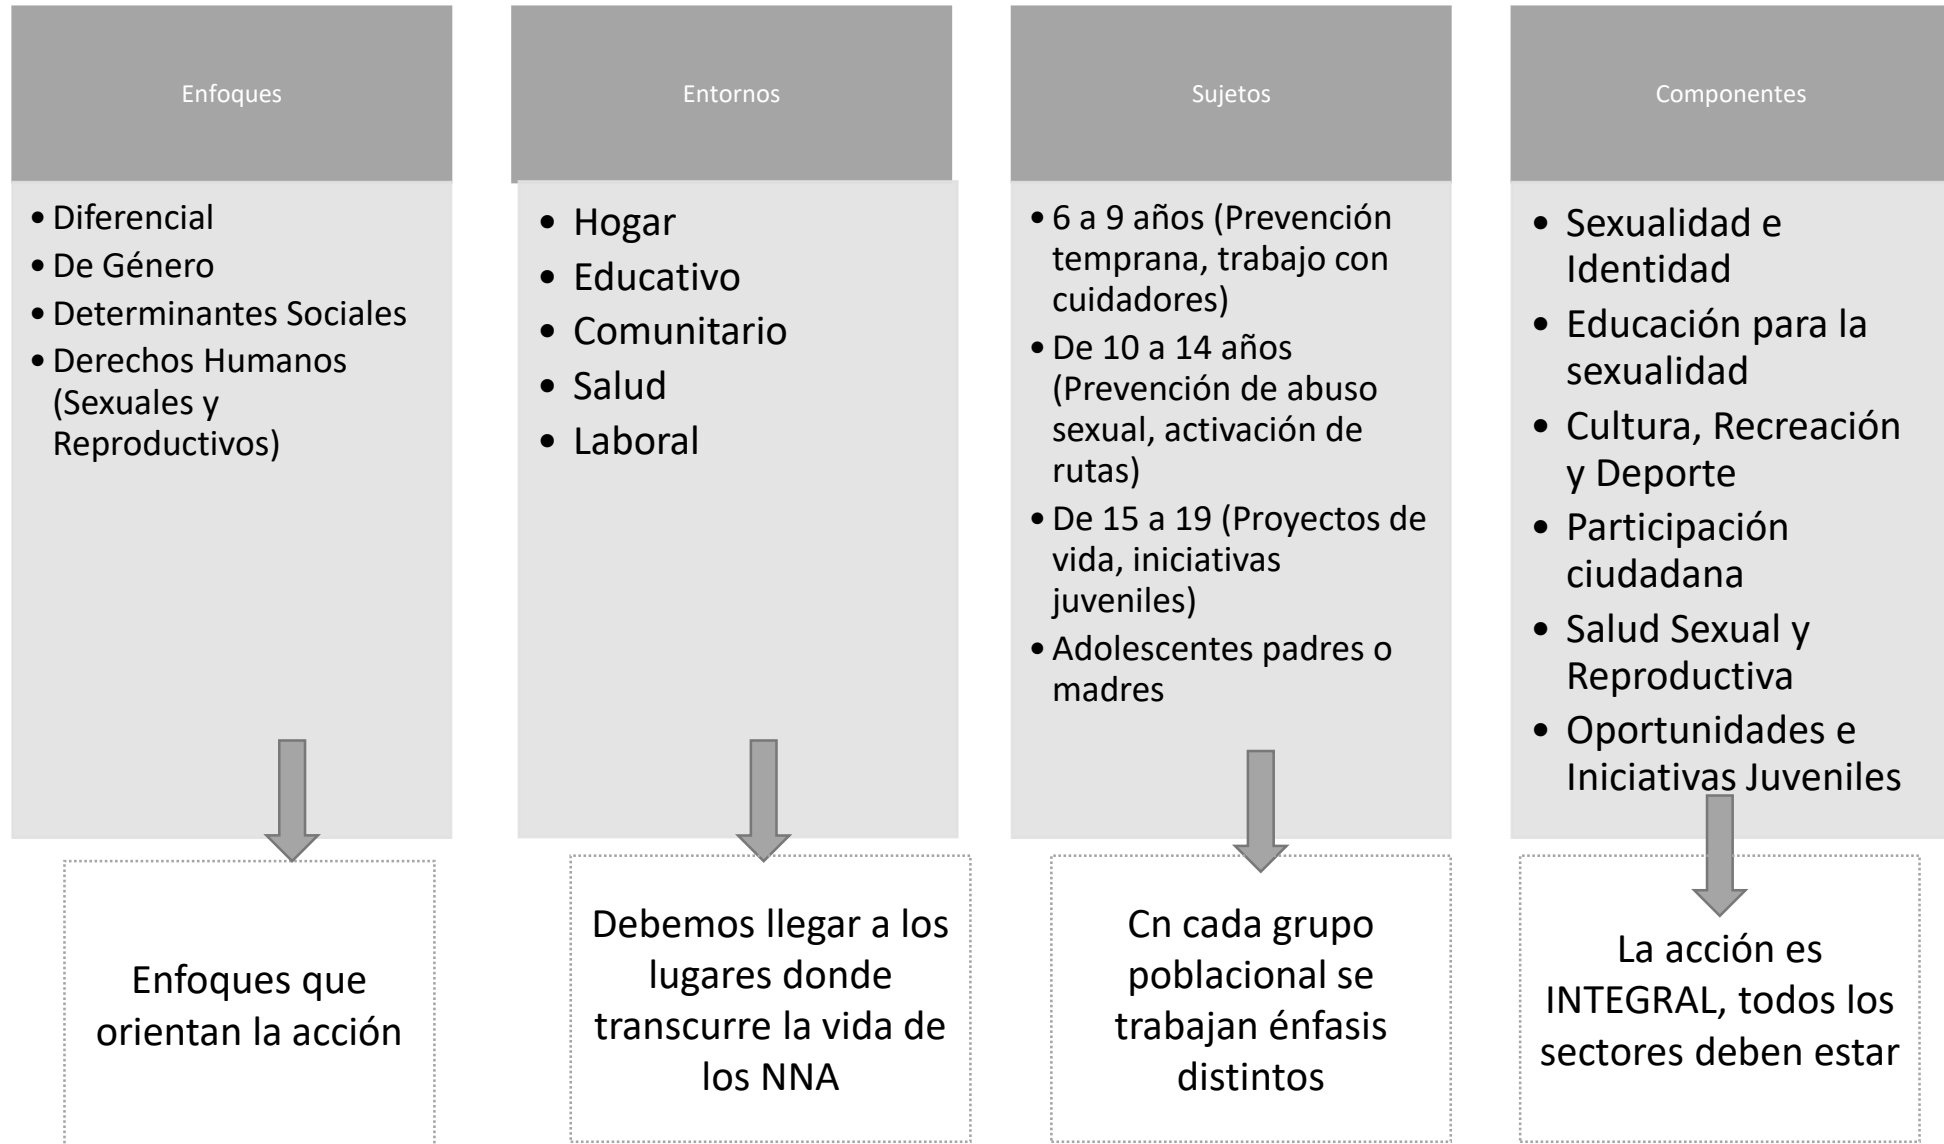 Enfoques
• Diferencial
• De Género
• Determinantes Sociales
• Derechos Humanos
(Sexuales y
Reproductivos)
Enfoques que
orientan la acción
Entornos
• Hogar
• Educativo
• Comunitario
• Salud
• Laboral
Debemos llegar a los
lugares donde
transcurre la vida de
los NNA
Sujetos
• 6 a 9 años (Prevención
temprana, trabajo con
cuidadores)
• De 10 a 14 años
(Prevención de abuso
sexual, activación de
rutas)
• De 15 a 19 (Proyectos de
vida, iniciativas
juveniles)
• Adolescentes padres o
madres
Cn cada grupo
poblacional se
trabajan énfasis
distintos
Componentes
• Sexualidad e
Identidad
• Educación para la
sexualidad
• Cultura, Recreación
y Deporte
• Participación
ciudadana
• Salud Sexual y
Reproductiva
• Oportunidades e
Iniciativas Juveniles
La acción es
INTEGRAL, todos los
sectores deben estar